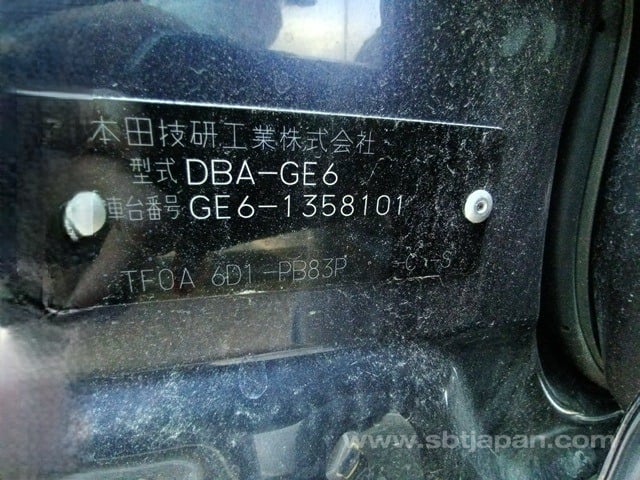 本田技研工業株式会社
型式 DBA-GE6
車台番号 GE6-1358101
TF0A 6D1-PB83P -C -S
www.sbtjapan.com